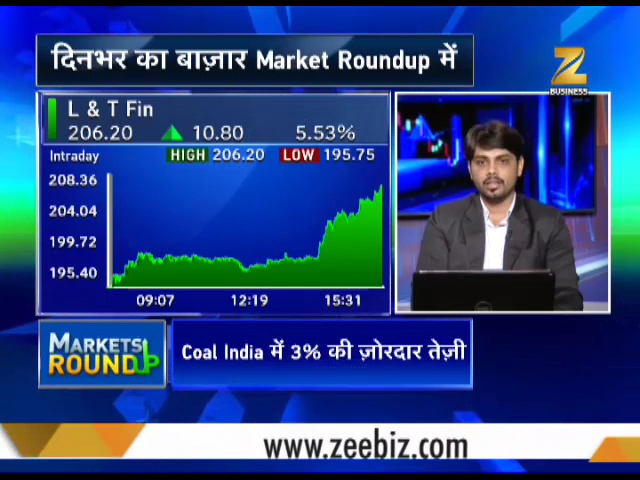 दिनभर का बाज़ार Market Roundup में
Z
BUSINESS
L & T Fin
206.20 10.80 5.53%
Intraday HIGH 206.20 LOW 195.75
208.36
204.04
199.72
195.40
09:07 12:19 15:31
MARKETS
ROUNDUP
Coal India में 3% की ज़ोरदार तेज़ी
www.zeebiz.com